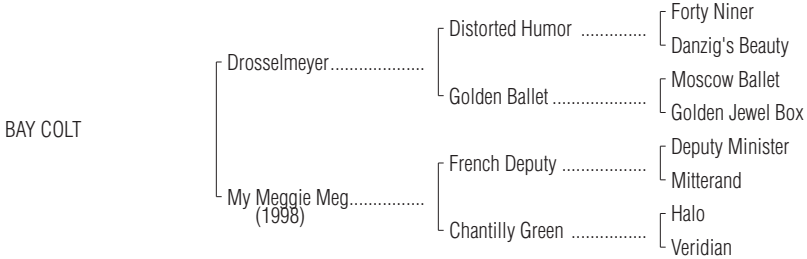 Forty Niner
Distorted Humor ..............
Danzig's Beauty
Drosselmeyer....................
Moscow Ballet
Golden Ballet ....................
Golden Jewel Box
BAY COLT
Deputy Minister
French Deputy ..................
Mitterand
My Meggie Meg................
(1998)
Halo
Chantilly Green ................
Veridian